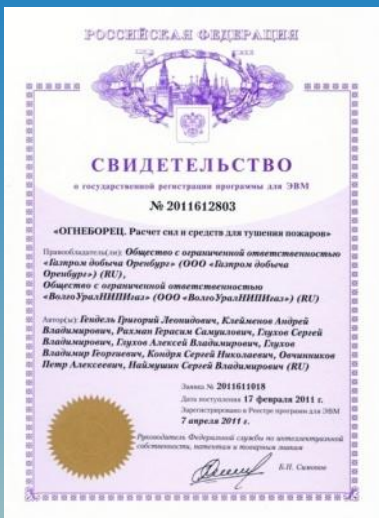 РОССИЙСКАЯ ФЕДЕРАЦИЯ
СВИДЕТЕЛЬСТВО
о государственной регистрации программы для ЭВМ
№ 2011612803
«ОГНЕБОРЕЦ. Расчет сил и средств для тушения пожаров»
Правообладатель(ли): Общество с ограниченной ответственностью
«Газпром добыча Оренбург» (ООО «Газпром добыча
Оренбург») (RU),
Общество с ограниченной ответственностью
«ВолгоУралНИПИгаз» (ООО «ВолгоУралНИПИгаз») (RU)
Автор(ы): Гендель Григорий Леонидович, Клейменов Андрей
Владимирович, Рахман Герасим Самуилович, Глухов Сергей
Владимирович, Глухов Алексей Владимирович, Глухов
Владимир Георгиевич, Кондря Сергей Николаевич, Овчинников
Петр Алексеевич, Наймушин Сергей Владимирович (RU)
Заявка № 2011611018
Дата поступления 17 февраля 2011 г.
Зарегистрировано в Реестре программ для ЭВМ
7 апреля 2011 г.
Руководитель Федеральной службы по интеллектуальной
собственности, патентам и товарным знакам
Б.П. Симонов